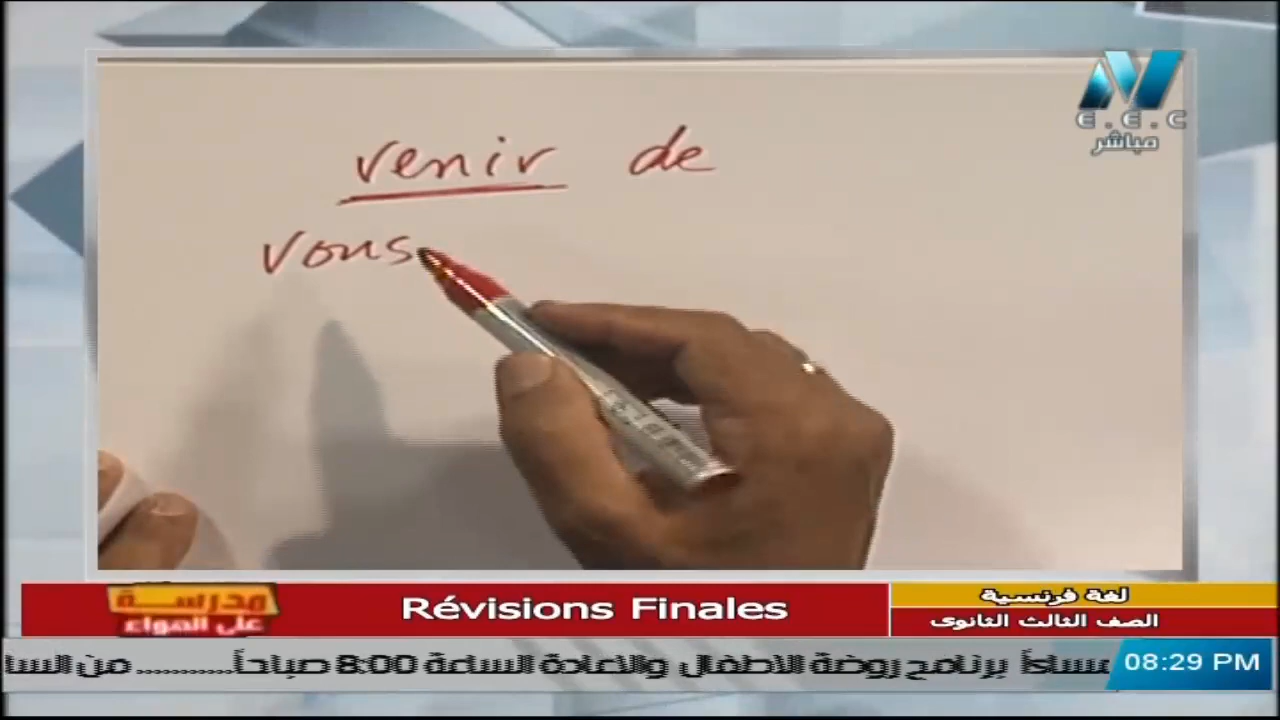 E.E.C
مباشر
venir de
vous
مدرسة
على الهواء
Révisions Finales
لغة فرنسية
الصف الثالث الثانوى
مساءاً برنامج روضة الاطفال والاعادة الساعة 8:00 صباحاً........... من السا
08:29 PM